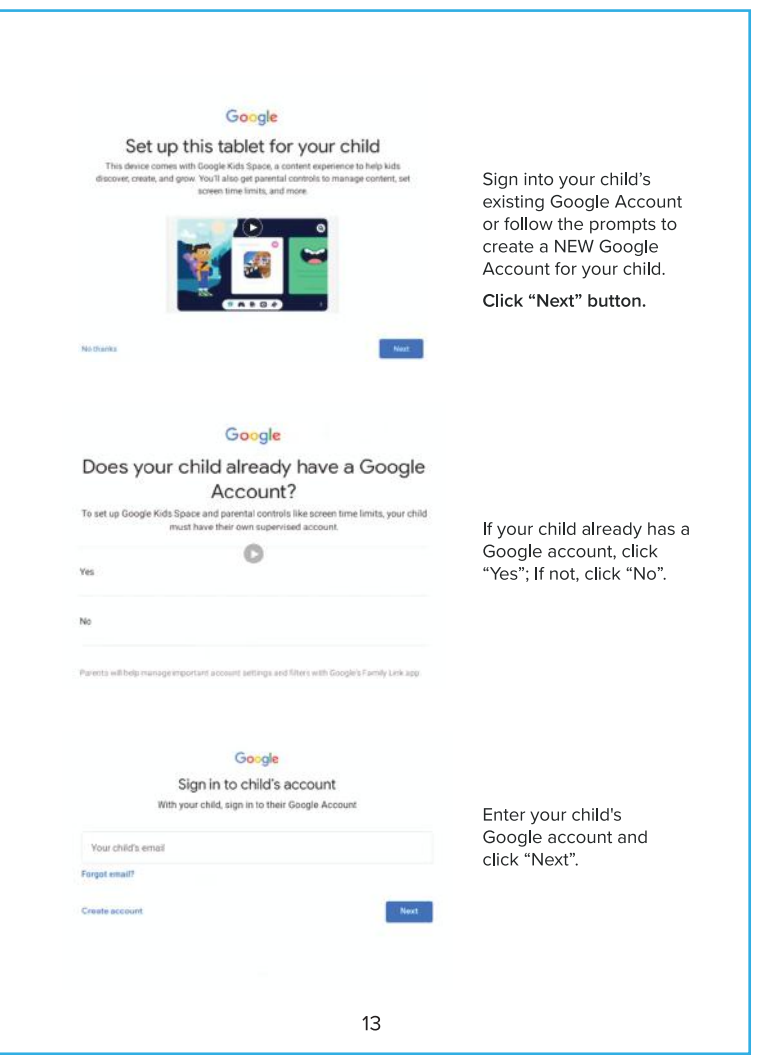 Google
Set up this tablet for your child
This device comes with Google Kids Space, a content experience to help kids
discover, create, and grow. You'll also get parental controls to manage content, set
screen time limits, and more.
No thanks
Next
Sign into your child's
existing Google Account
or follow the prompts to
create a NEW Google
Account for your child.
Click "Next" button.
Google
Does your child already have a Google
Account?
To set up Google Kids Space and parental controls like screen time limits, your child
must have their own supervised account.
Yes
No
Parents will help manage important account settings and filters with Google's Family Link app.
If your child already has a
Google account, click
"Yes"; If not, click "No".
Google
Sign in to child's account
With your child, sign in to their Google Account
Your child's email
Forgot email?
Create account
Next
Enter your child's
Google account and
click "Next".
13